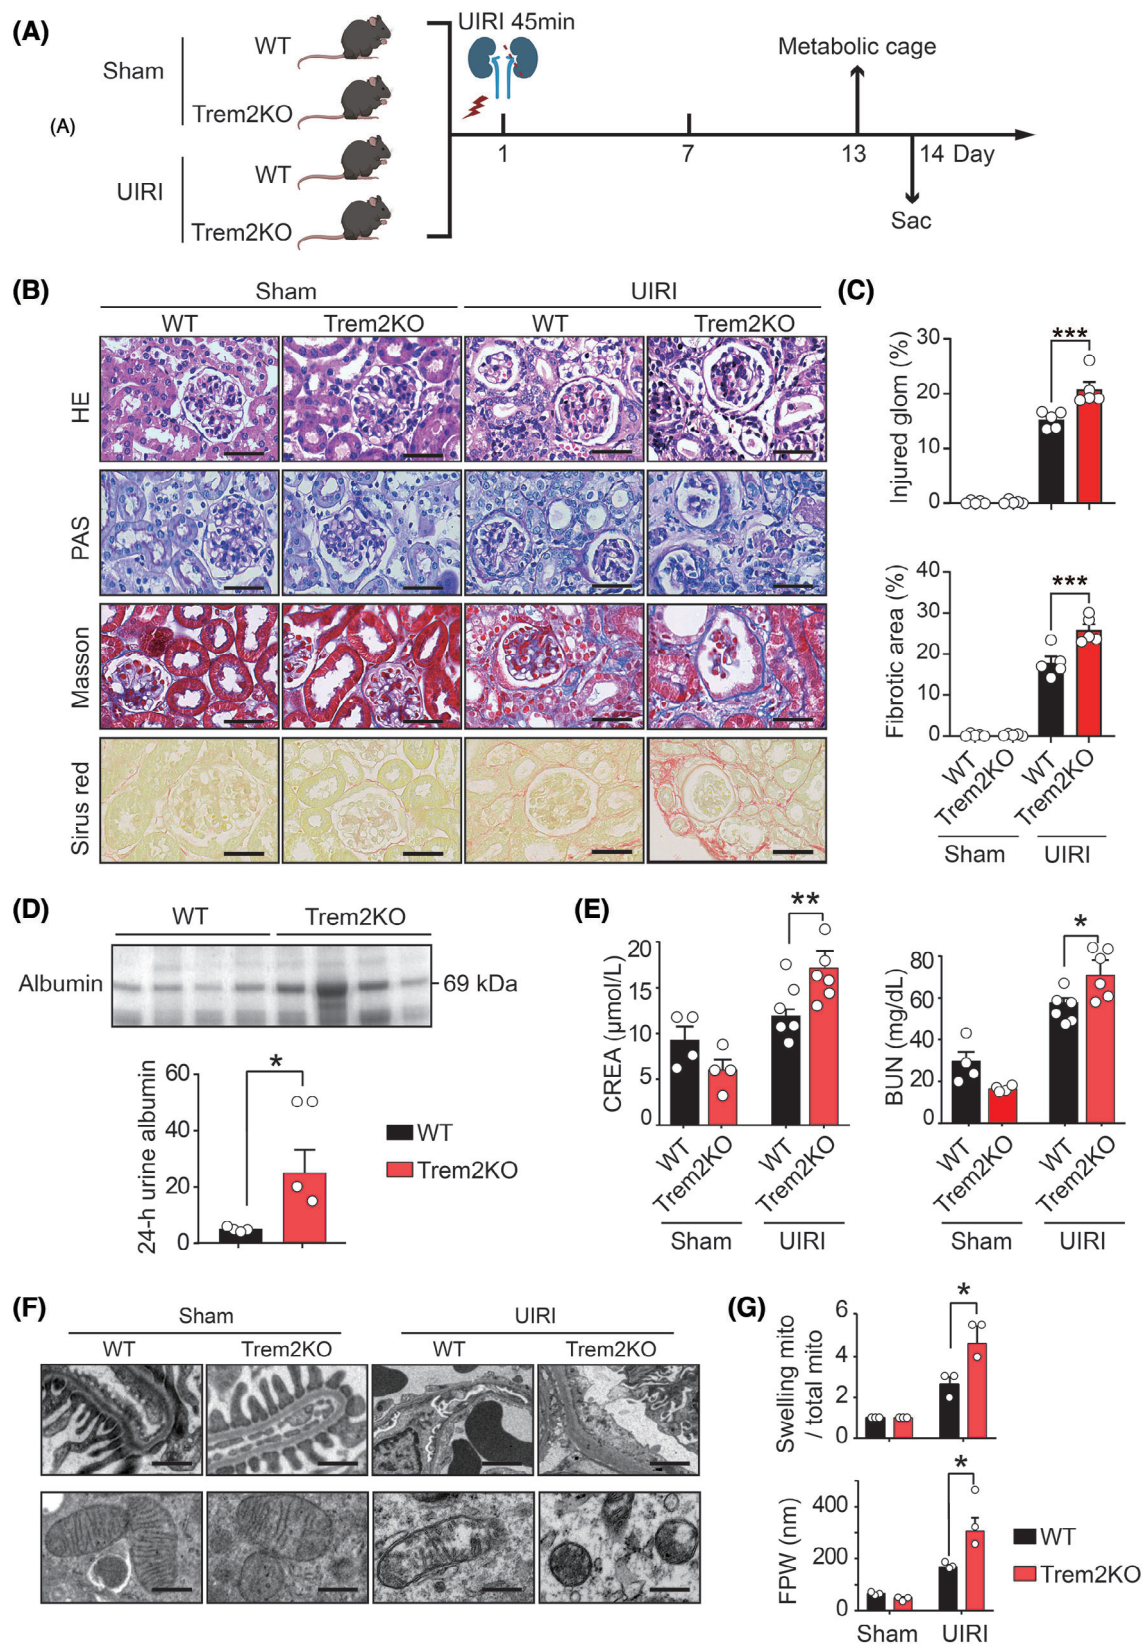 (A)
(A)
Sham
UIRI
WT
Trem2KO
WT
Trem2KO
UIRI 45min
Metabolic cage
1
7
13
14 Day
Sac
(B)
Sham
UIRI
WT
Trem2KO
WT
Trem2KO
HE
PAS
Masson
Sirus red
(C)
Injured glom (%)
30
20
10
0
***
Fibrotic area (%)
40
30
20
10
0
***
WT
Trem2KO
WT
Trem2KO
Sham
UIRI
(D)
WT
Trem2KO
Albumin
69 kDa
24-h urine albumin
60
40
20
0
*
WT
Trem2KO
(E)
CREA (μmol/L)
20
15
10
5
0
**
WT
Trem2KO
WT
Trem2KO
Sham
UIRI
BUN (mg/dL)
80
60
40
20
0
*
WT
Trem2KO
WT
Trem2KO
Sham
UIRI
(F)
Sham
UIRI
WT
Trem2KO
WT
Trem2KO
(G)
Swelling mito
/ total mito
6
4
2
0
*
FPW (nm)
400
200
0
*
Sham
UIRI
WT
Trem2KO